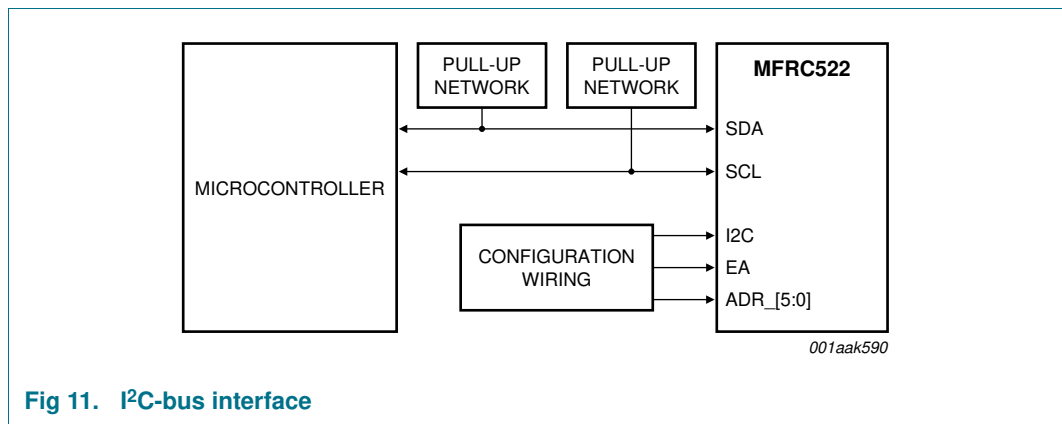 PULL-UP
NETWORK
PULL-UP
NETWORK
MFRC522
SDA
SCL
MICROCONTROLLER
I2C
CONFIGURATION
WIRING
EA
ADR_[5:0]
001aak590
Fig 11. I²C-bus interface